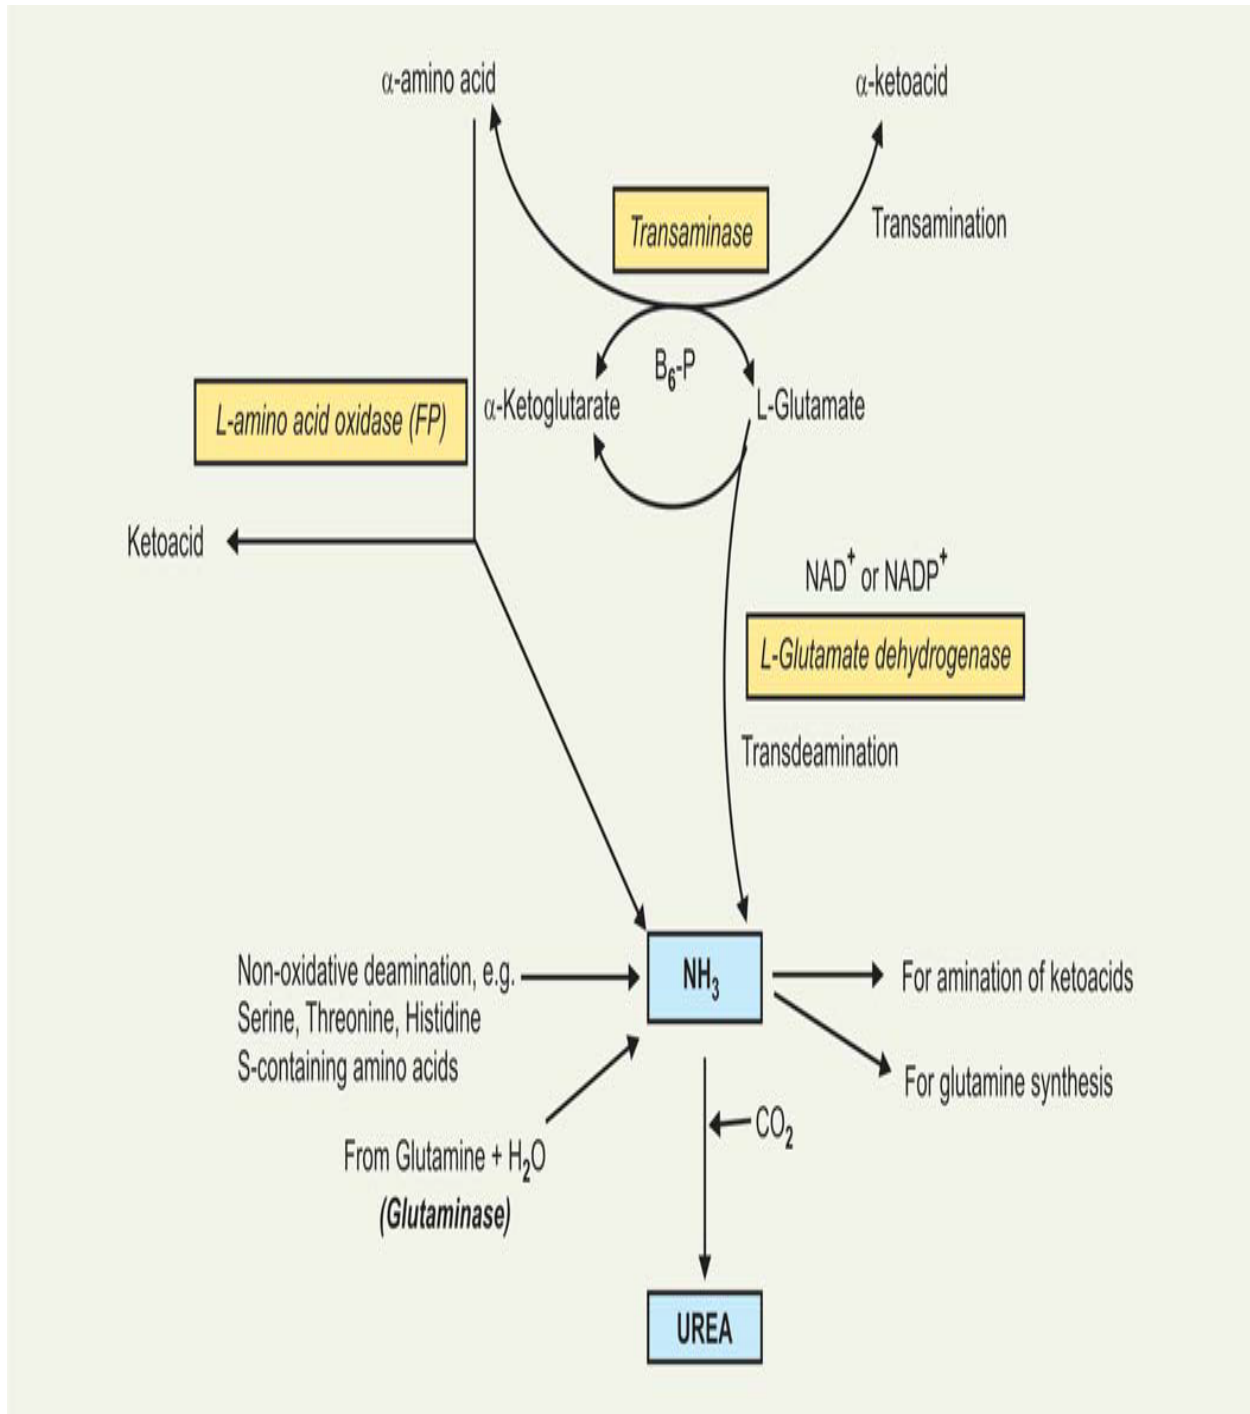 α-amino acid
α-ketoacid
Transaminase
Transamination
B₆-P
L-amino acid oxidase (FP)
α-Ketoglutarate
L-Glutamate
Ketoacid
NAD⁺ or NADP⁺
L-Glutamate dehydrogenase
Transdeamination
Non-oxidative deamination, e.g.
Serine, Threonine, Histidine
S-containing amino acids
NH₃
For amination of ketoacids
For glutamine synthesis
CO₂
From Glutamine + H₂O
(Glutaminase)
UREA